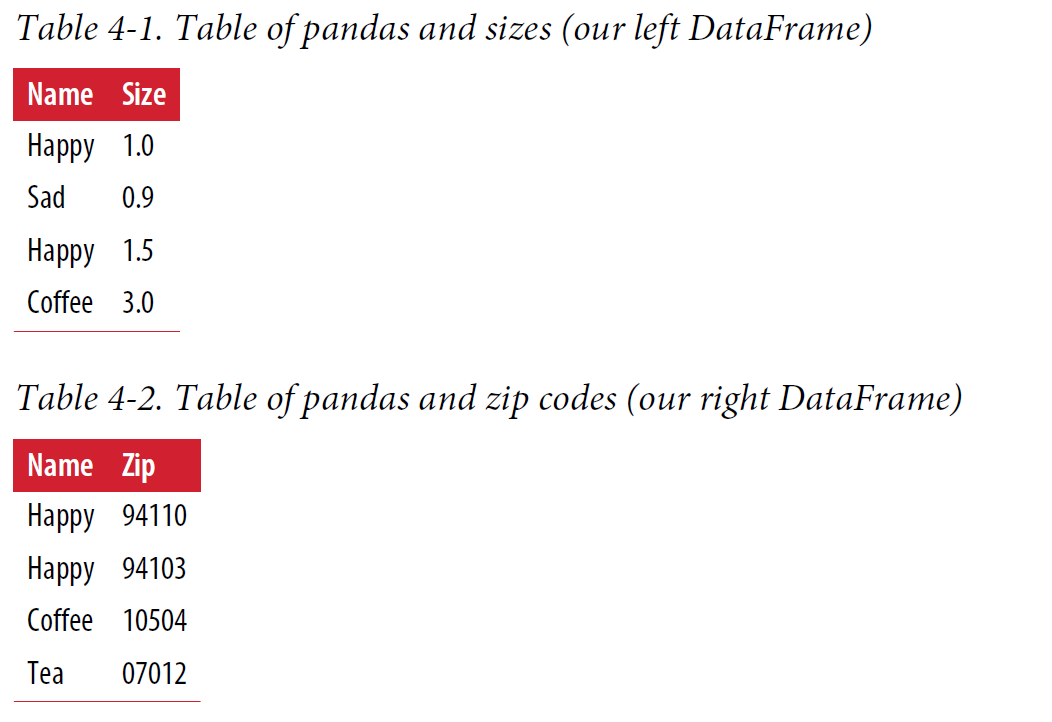 Table 4-1. Table of pandas and sizes (our left DataFrame)
Name Size
Happy 1.0
Sad 0.9
Happy 1.5
Coffee 3.0
Table 4-2. Table of pandas and zip codes (our right DataFrame)
Name Zip
Happy 94110
Happy 94103
Coffee 10504
Tea 07012